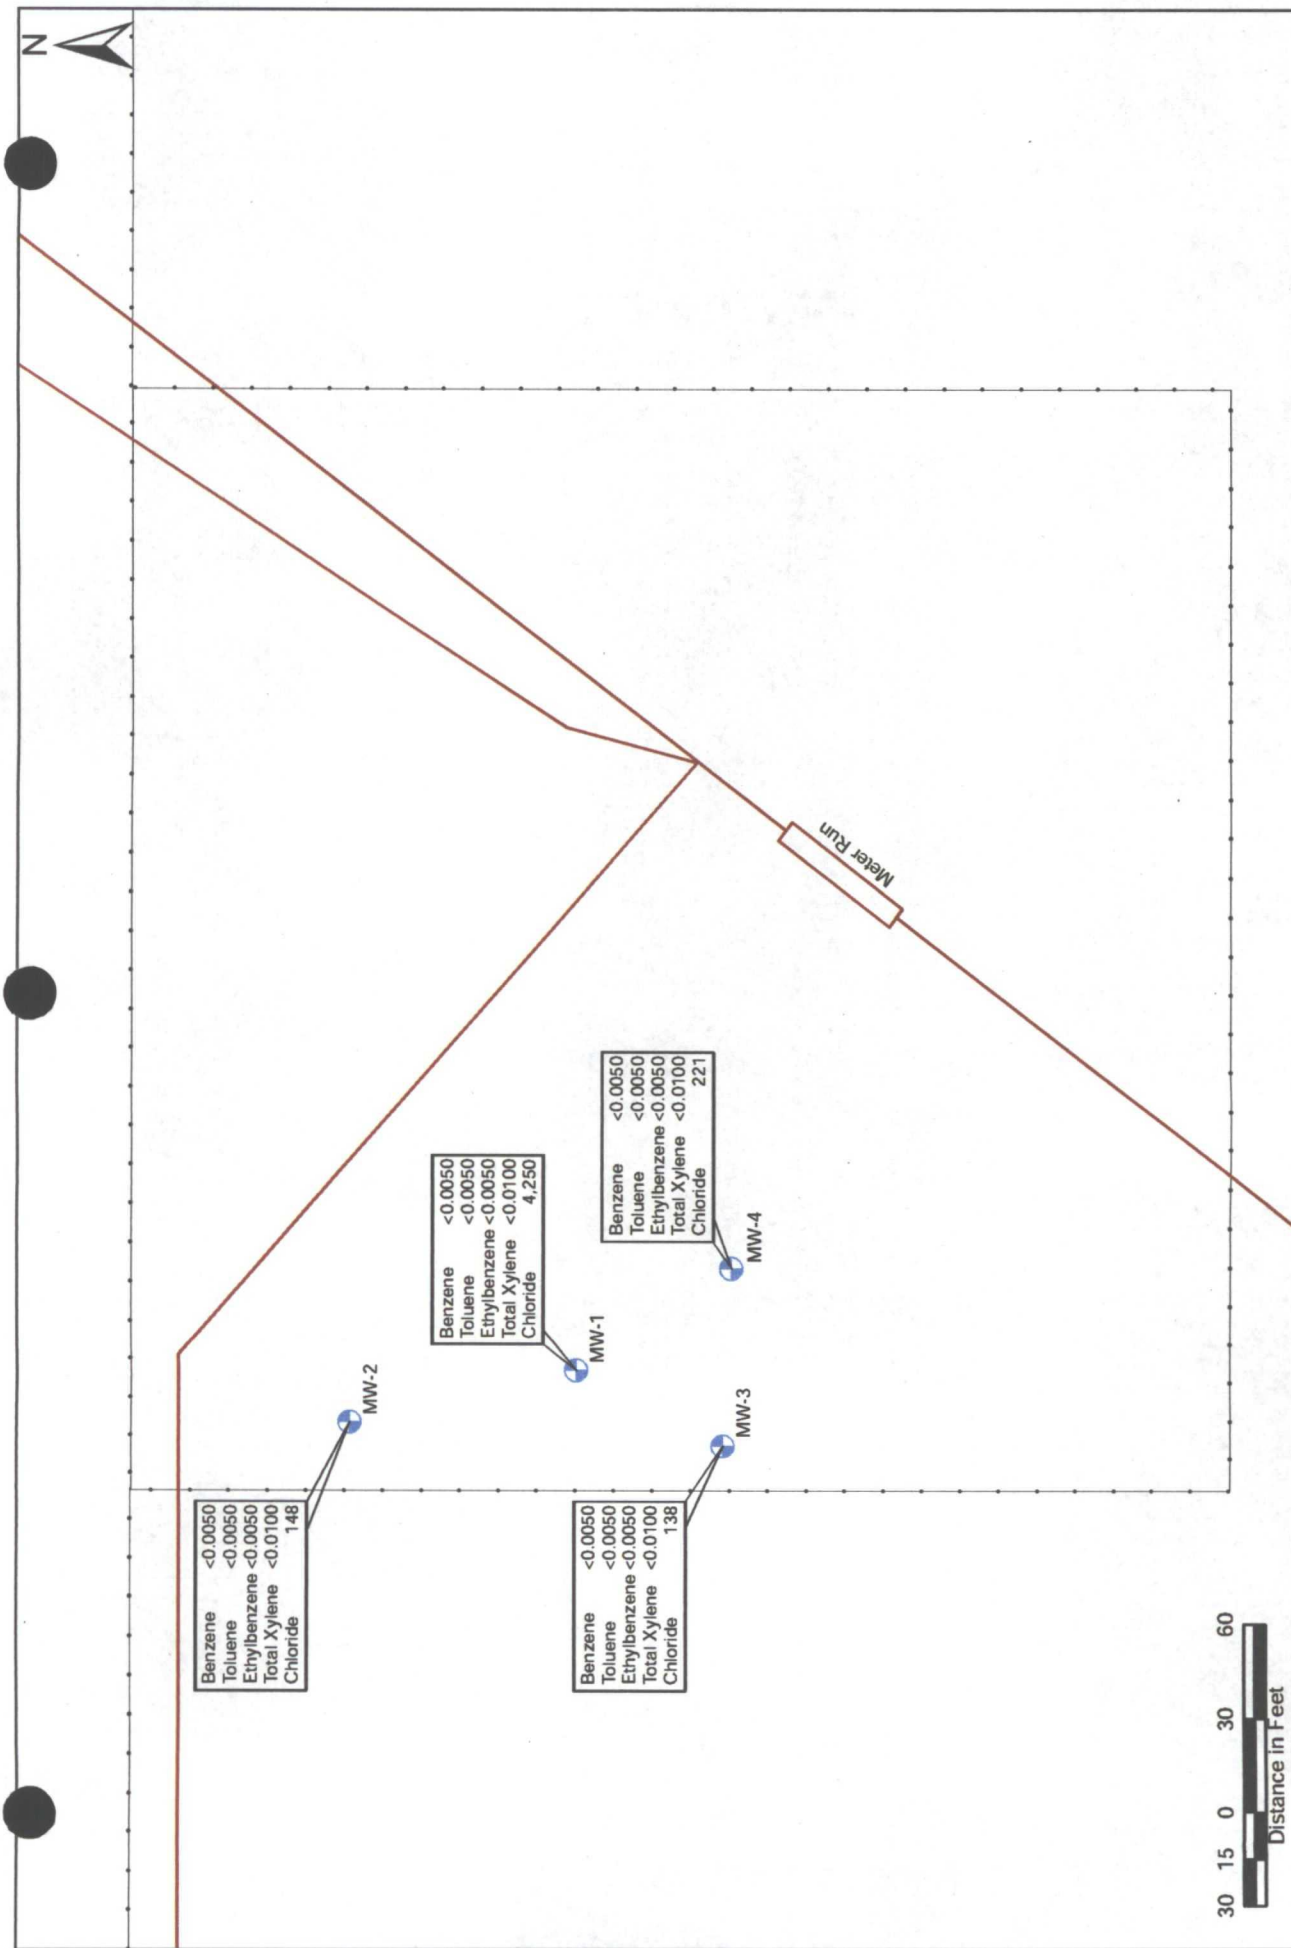 N
Benzene <0.0050
Toluene <0.0050
Ethylbenzene <0.0050
Total Xylene <0.0100
Chloride 148
MW-2
Benzene <0.0050
Toluene <0.0050
Ethylbenzene <0.0050
Total Xylene <0.0100
Chloride 4,250
MW-1
Benzene <0.0050
Toluene <0.0050
Ethylbenzene <0.0050
Total Xylene <0.0100
Chloride 138
MW-3
Benzene <0.0050
Toluene <0.0050
Ethylbenzene <0.0050
Total Xylene <0.0100
Chloride 221
MW-4
Meter Run
30 15 0 30 60
Distance in Feet